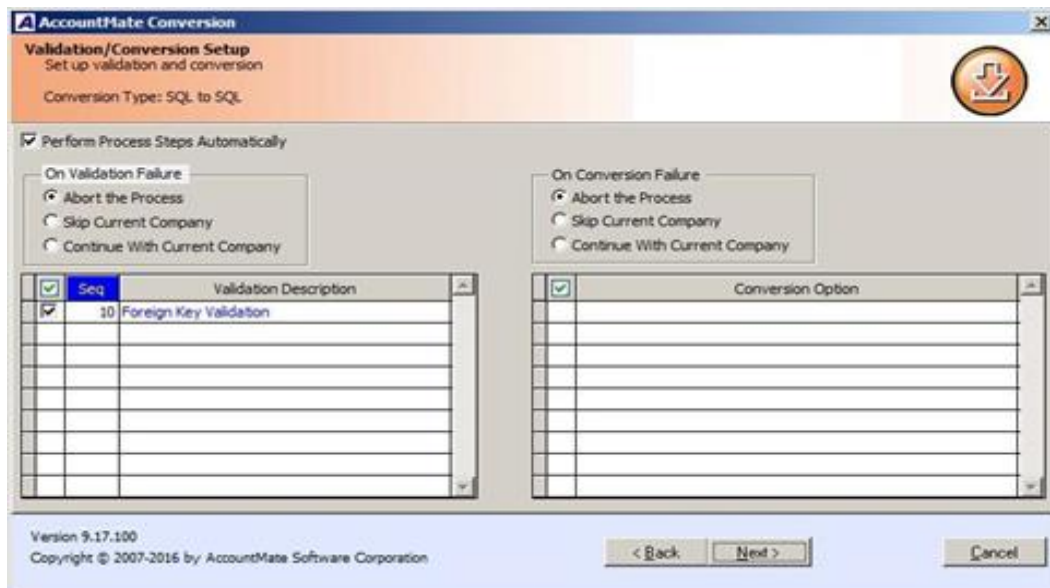 AccountMate Conversion
Validation/Conversion Setup
Set up validation and conversion
Conversion Type: SQL to SQL
Perform Process Steps Automatically
On Validation Failure
Abort the Process
Skip Current Company
Continue With Current Company
On Conversion Failure
Abort the Process
Skip Current Company
Continue With Current Company
Seq Validation Description
10 Foreign Key Validation
Conversion Option
Version 9.17.100
Copyright © 2007-2016 by AccountMate Software Corporation
< Back Next > Cancel